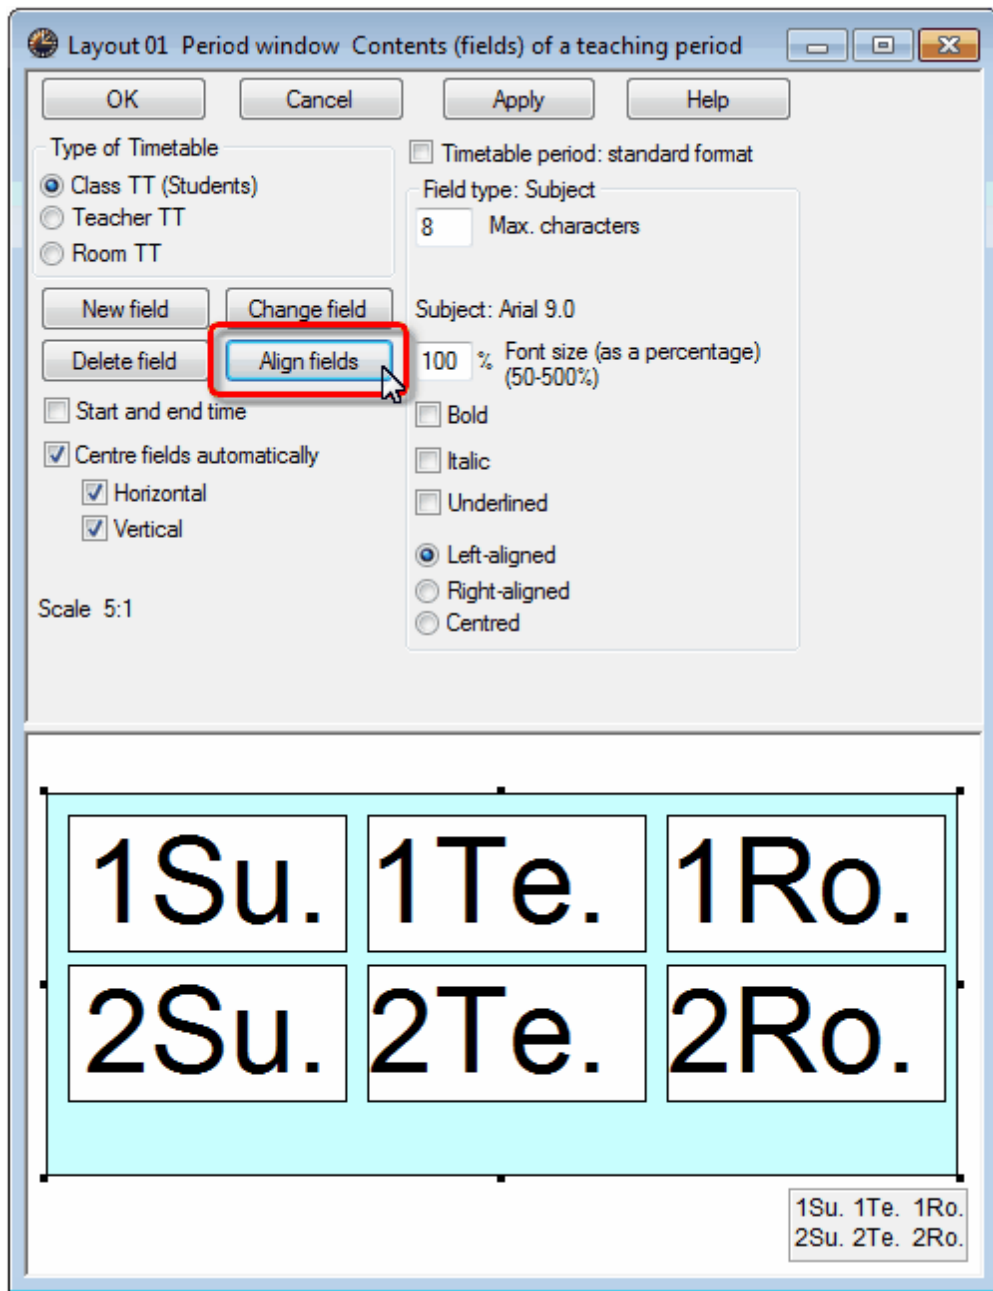 Layout 01 Period window Contents (fields) of a teaching period
OK Cancel Apply Help
Type of Timetable
Class TT (Students)
Teacher TT
Room TT
Timetable period: standard format
Field type: Subject
8 Max. characters
New field Change field
Subject: Arial 9.0
Delete field Align fields
100 % Font size (as a percentage)
(50-500%)
Start and end time
Bold
Centre fields automatically
Italic
Horizontal
Underlined
Vertical
Left-aligned
Right-aligned
Scale 5:1
Centred
1Su. 1Te. 1Ro.
2Su. 2Te. 2Ro.
1Su. 1Te. 1Ro.
2Su. 2Te. 2Ro.